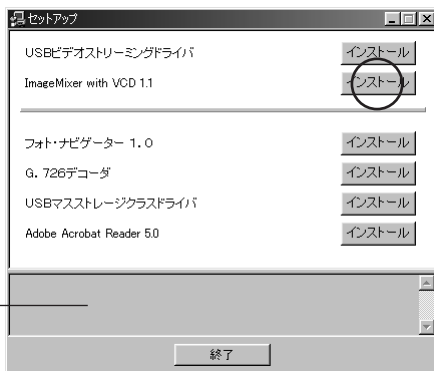 セットアップ
USBビデオストリーミングドライバ インストール
ImageMixer with VCD 1.1 インストール
フォト・ナビゲーター 1.0 インストール
G. 726デコーダ インストール
USBマスストレージクラスドライバ インストール
Adobe Acrobat Reader 5.0 インストール
終了